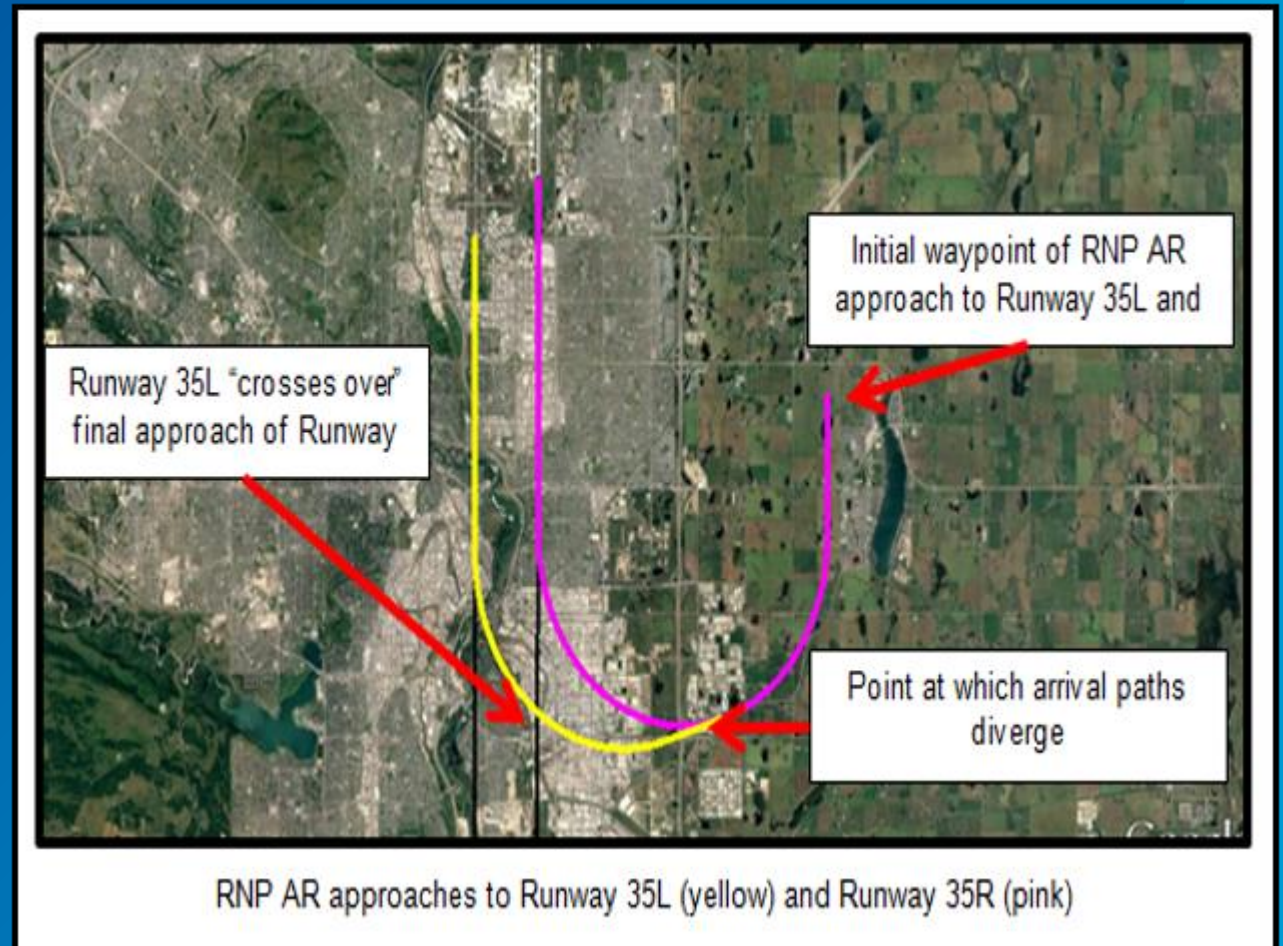 Initial waypoint of RNP AR
approach to Runway 35L and
Runway 35L “crosses over”
final approach of Runway
Point at which arrival paths
diverge
RNP AR approaches to Runway 35L (yellow) and Runway 35R (pink)